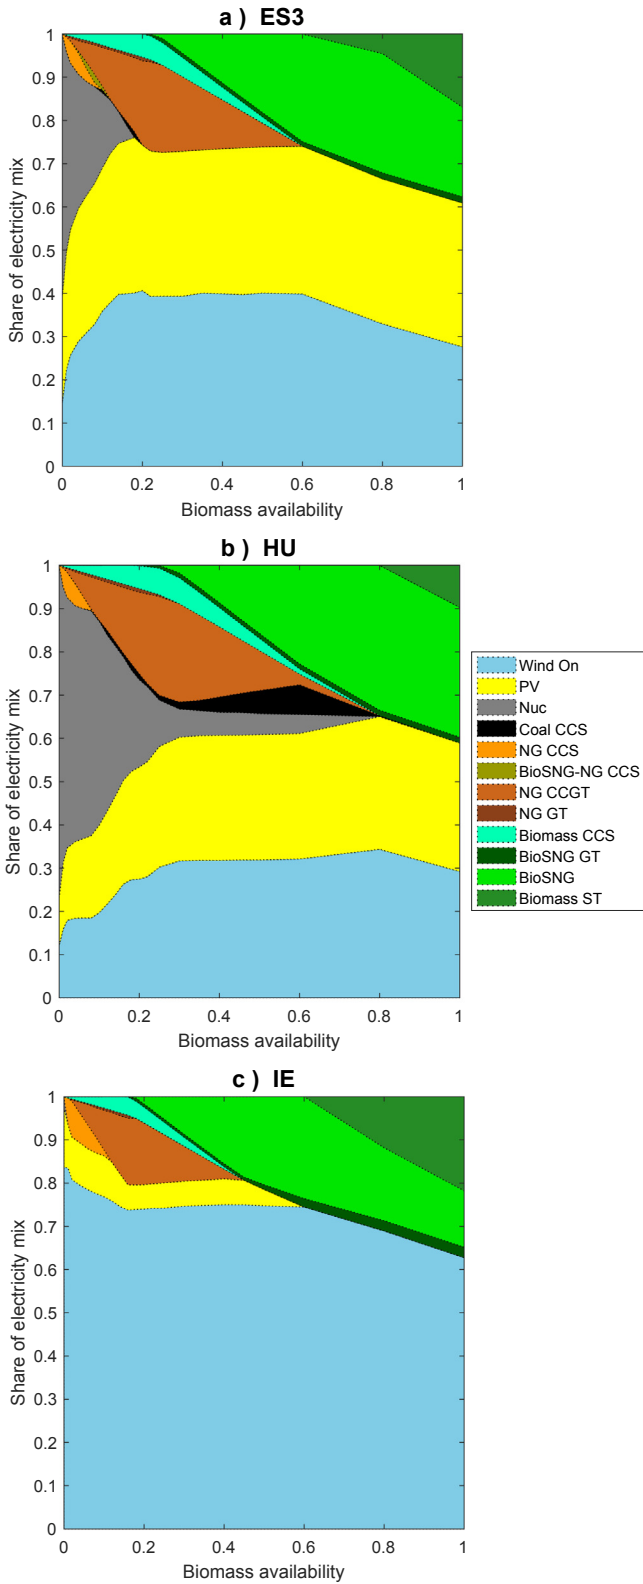 a ) ES3
1
0.9
0.8
0.7
0.6
0.5
0.4
0.3
0.2
0.1
0
Share of electricity mix
0 0.2 0.4 0.6 0.8 1
Biomass availability
b ) HU
1
0.9
0.8
0.7
0.6
0.5
0.4
0.3
0.2
0.1
0
Share of electricity mix
0 0.2 0.4 0.6 0.8 1
Biomass availability
Wind On
PV
Nuc
Coal CCS
NG CCS
BioSNG-NG CCS
NG CCGT
NG GT
Biomass CCS
BioSNG GT
BioSNG
Biomass ST
c ) IE
1
0.9
0.8
0.7
0.6
0.5
0.4
0.3
0.2
0.1
0
Share of electricity mix
0 0.2 0.4 0.6 0.8 1
Biomass availability